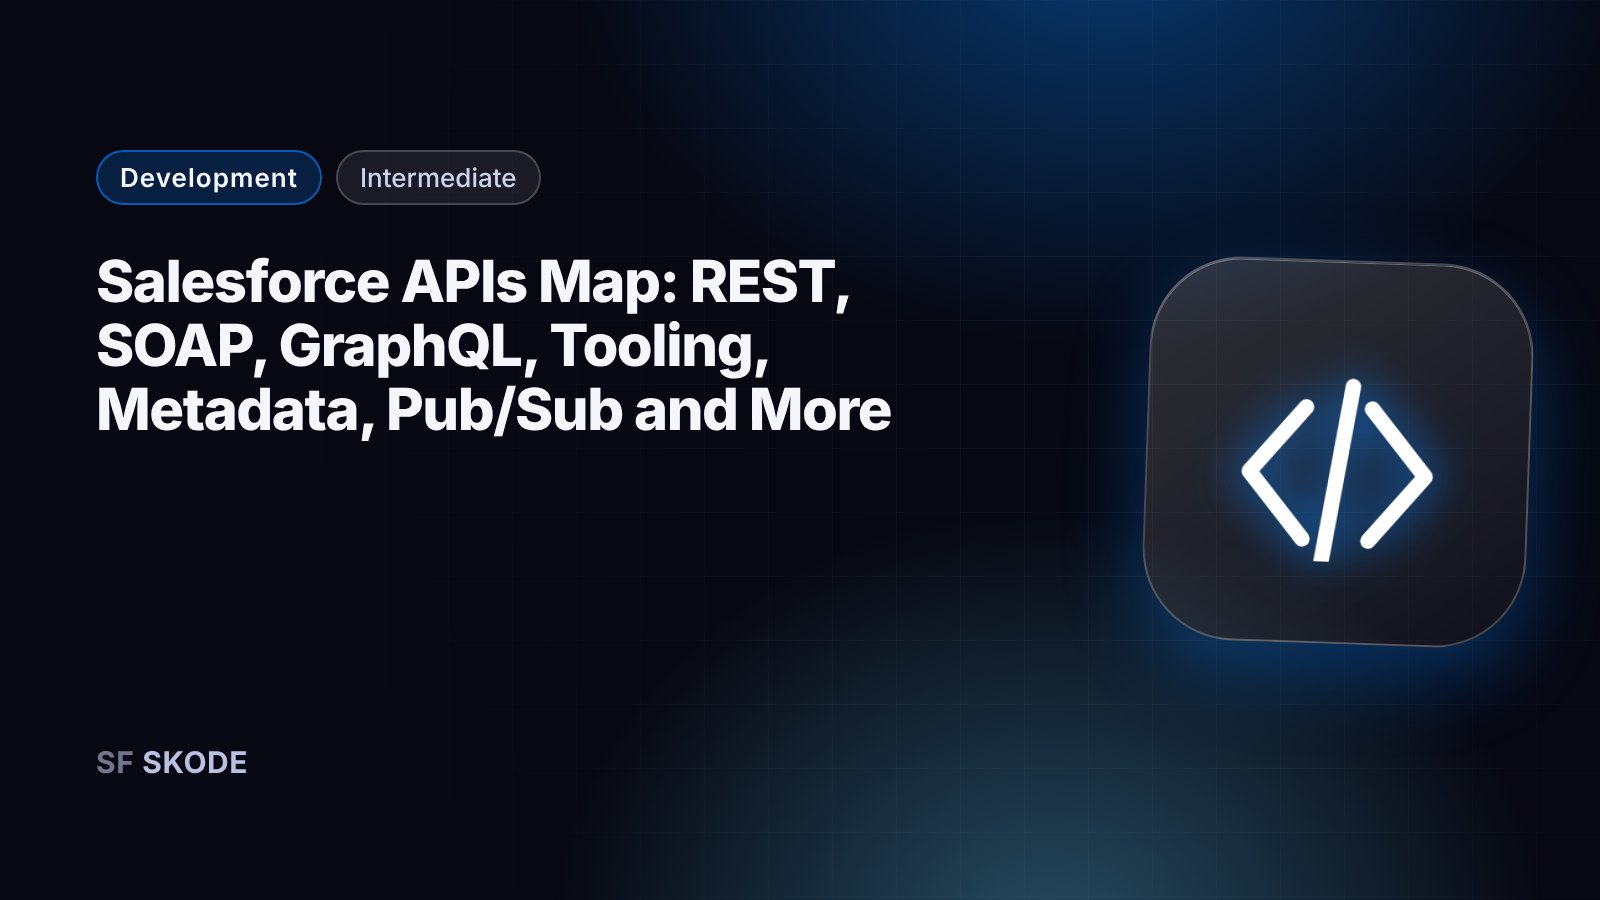 Development
Intermediate
Salesforce APIs Map: REST,
SOAP, GraphQL, Tooling,
Metadata, Pub/Sub and More
SF SKODE